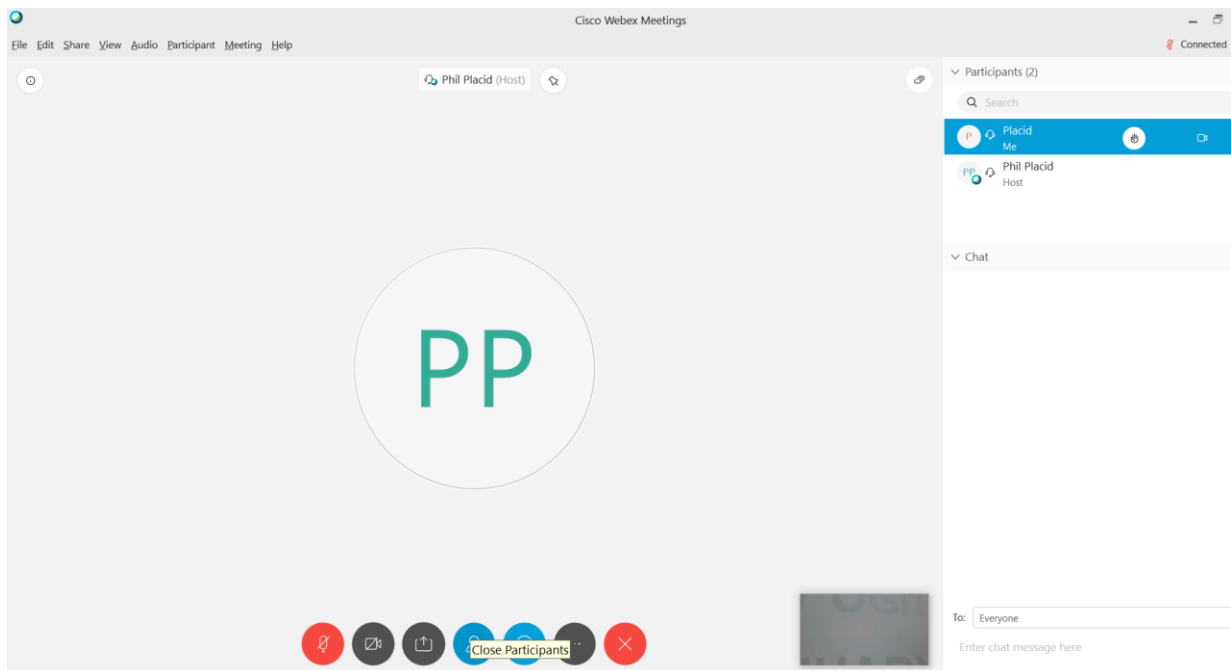 Cisco Webex Meetings
File Edit Share View Audio Participant Meeting Help
Connected
Phil Placid (Host)
Participants (2)
Search
P
Placid
Me
PP
Phil Placid
Host
Chat
PP
Close Participants
To: Everyone
Enter chat message here